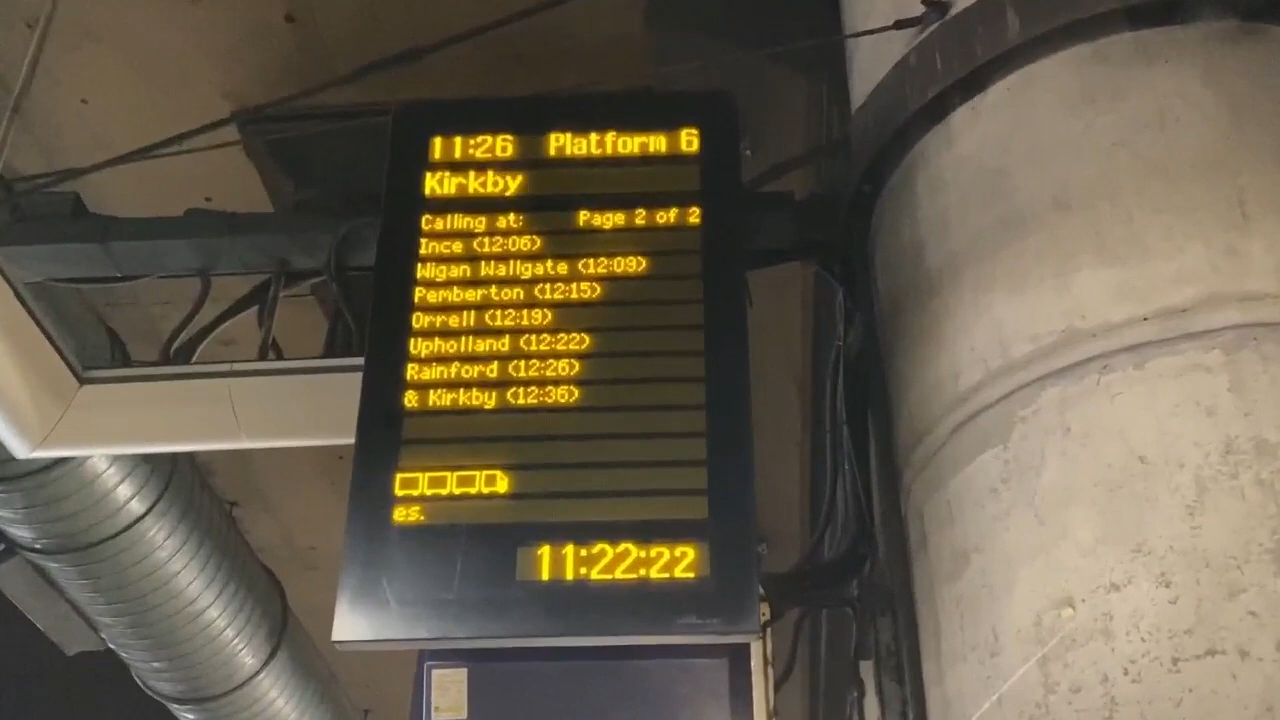 11:26 Platform 6
Kirkby
Calling at: Page 2 of 2
Ince (12:06)
Wigan Wallgate (12:09)
Pemberton (12:15)
Orrell (12:19)
Upholland (12:22)
Rainford (12:26)
& Kirkby (12:36)
es.
11:22:22